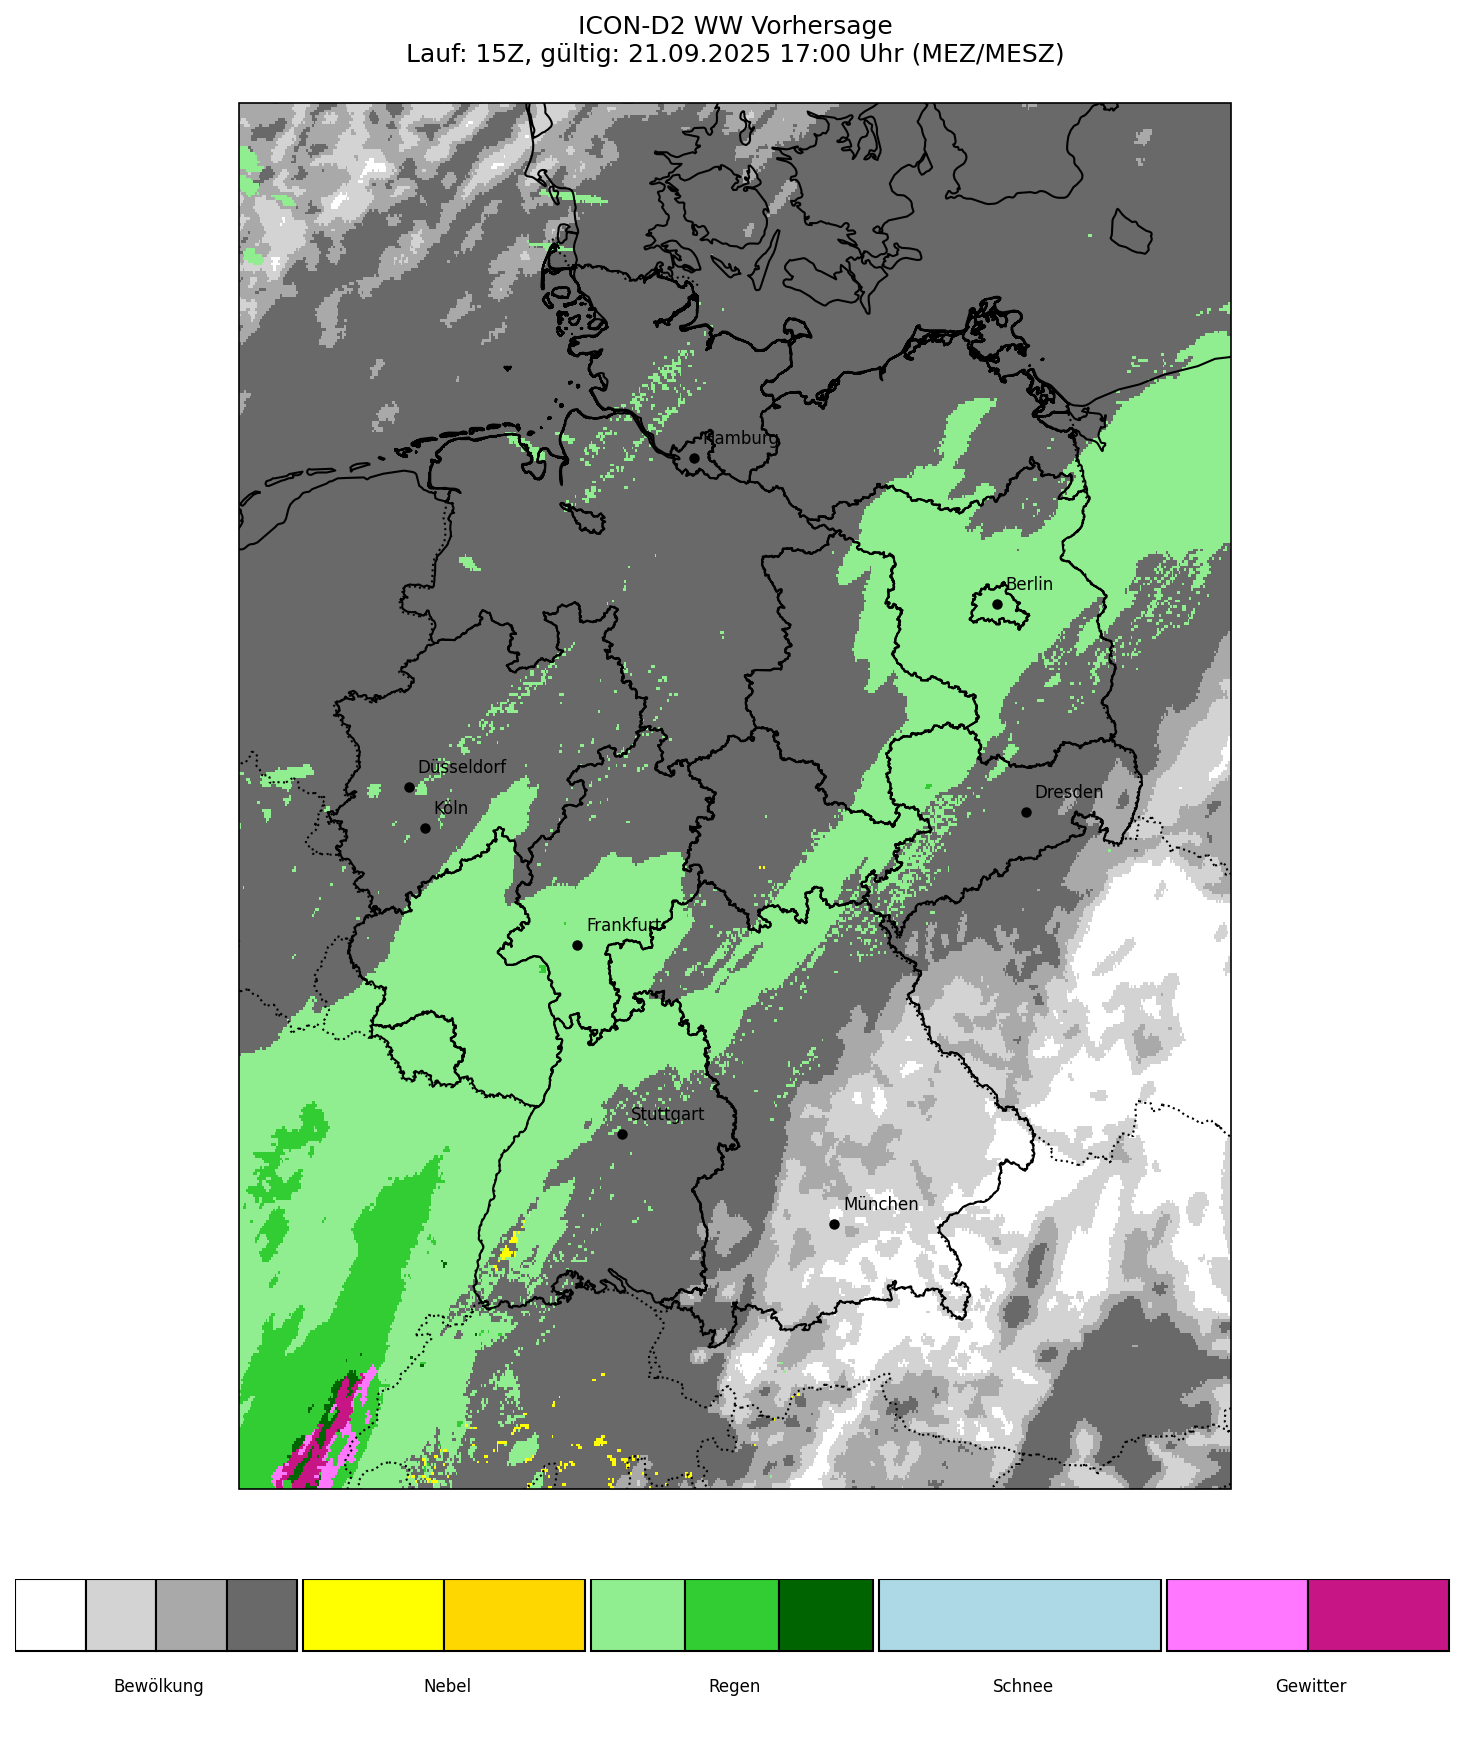 ICON-D2 WW Vorhersage
Lauf: 15Z, gültig: 21.09.2025 17:00 Uhr (MEZ/MESZ)
Hamburg
Berlin
Düsseldorf
Dresden
Köln
Frankfurt
Stuttgart
München
Bewölkung
Nebel
Regen
Schnee
Gewitter